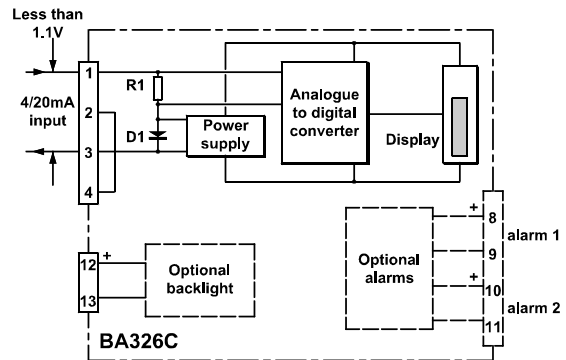 Less than
1.1V
4/20mA
input
1
2
3
4
R1
D1
Power
supply
Analogue
to digital
converter
Display
12
+
13
Optional
backlight
Optional
alarms
+
8
9
+
10
11
alarm 1
alarm 2
BA326C